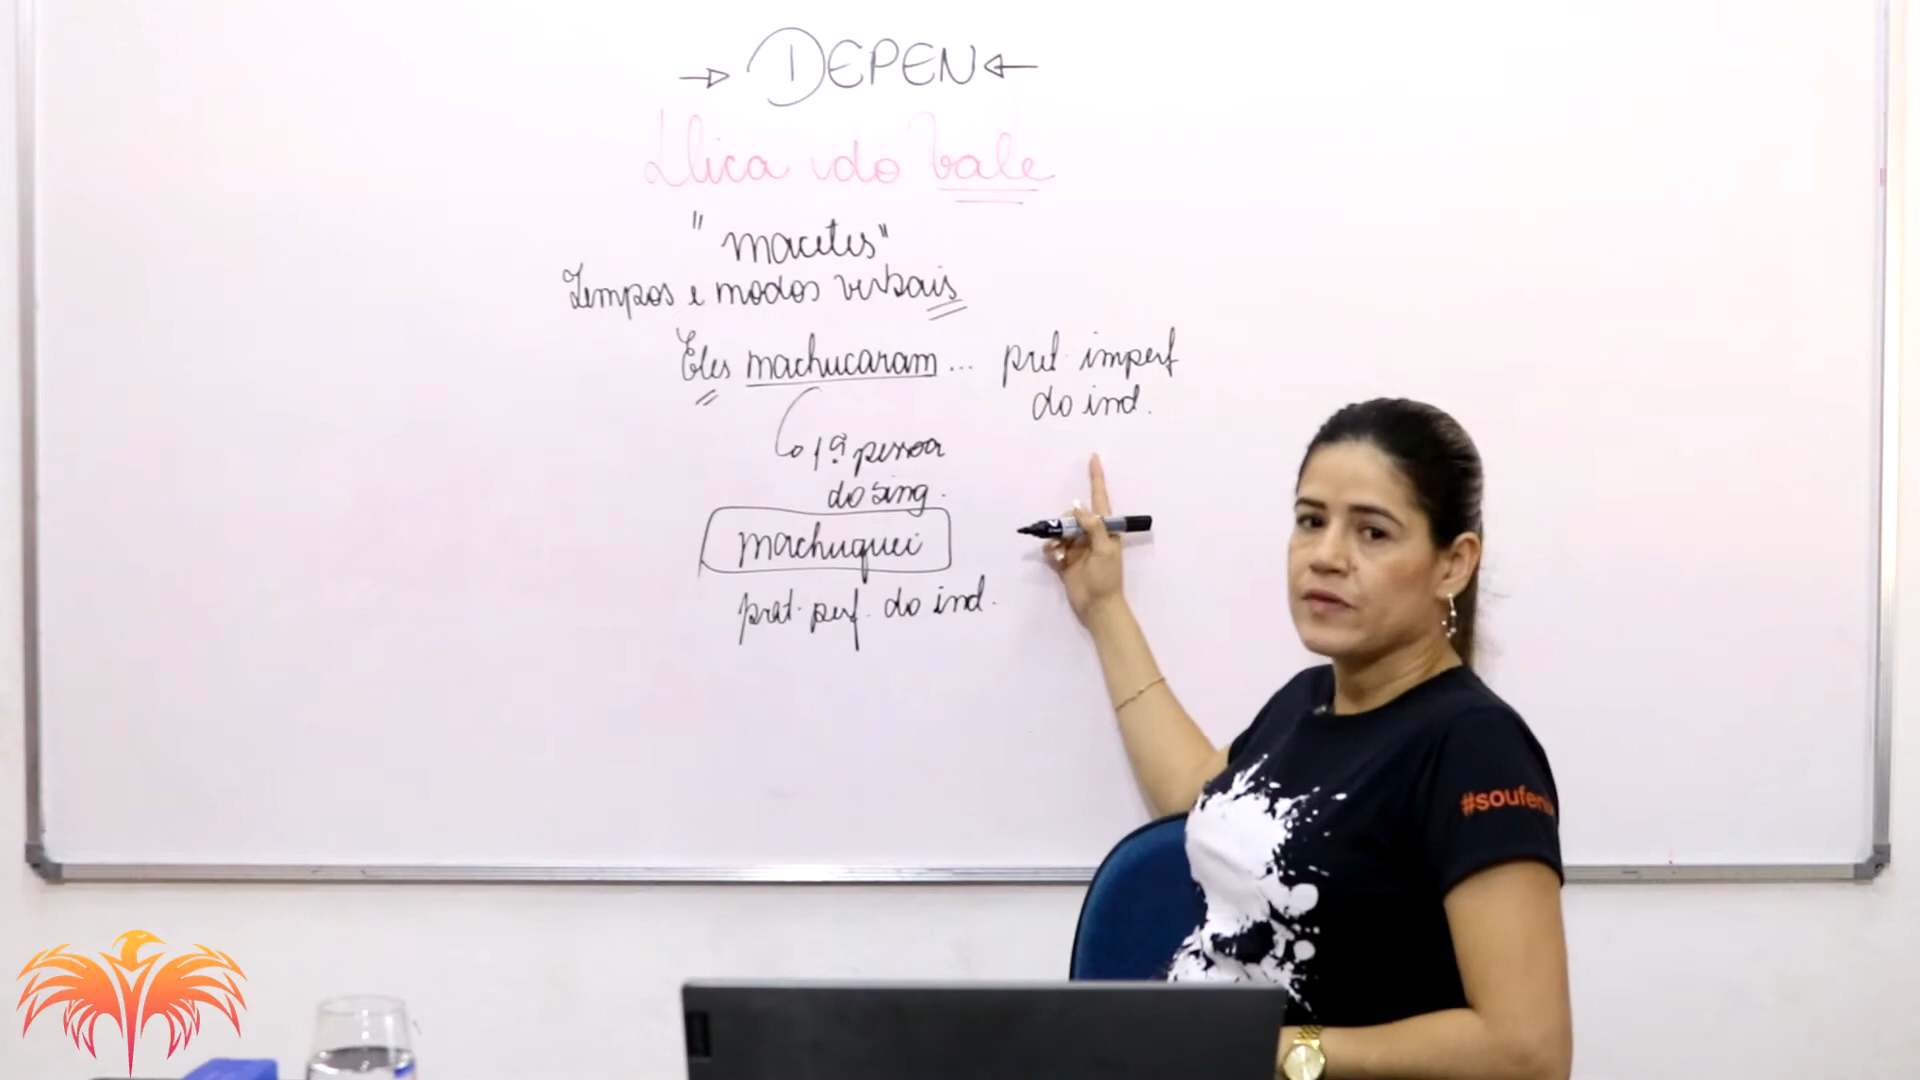 → DEPEN ←
Dica do Vale
"macetes"
Tempos e modos verbais
Eles machucaram... pret. imperf
do ind.
1ª pessoa
do sing.
machuquei
pret. perf. do ind.
#soufeni